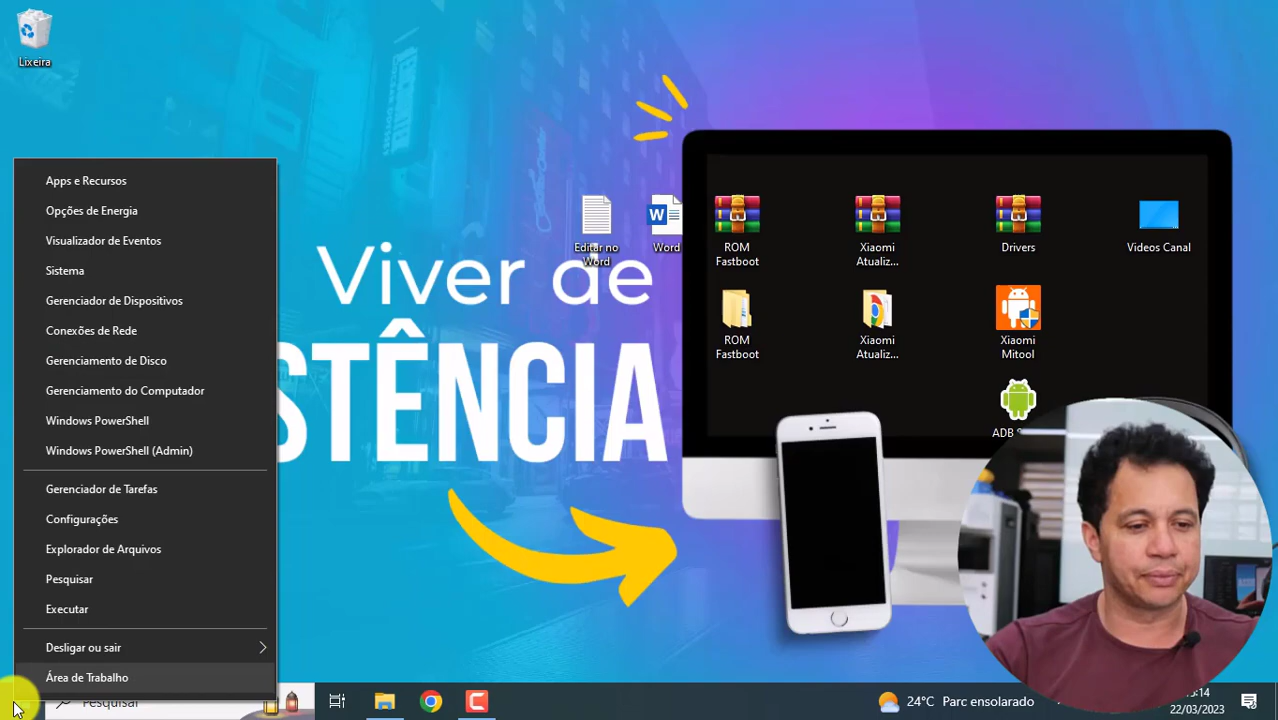 Lixeira
Apps e Recursos
Opções de Energia
Visualizador de Eventos
Sistema
Gerenciador de Dispositivos
Conexões de Rede
Gerenciamento de Disco
Gerenciamento do Computador
Windows PowerShell
Windows PowerShell (Admin)
Gerenciador de Tarefas
Configurações
Explorador de Arquivos
Pesquisar
Executar
Desligar ou sair
Área de Trabalho
Viver de
STÊNCIA
Editar no
Word
Word
ROM
Fastboot
Xiaomi
Atualiz...
Drivers
Videos Canal
ROM
Fastboot
Xiaomi
Atualiz...
Xiaomi
Mitool
ADB
Pesquisar
24°C Parc ensolarado
:14
22/03/2023